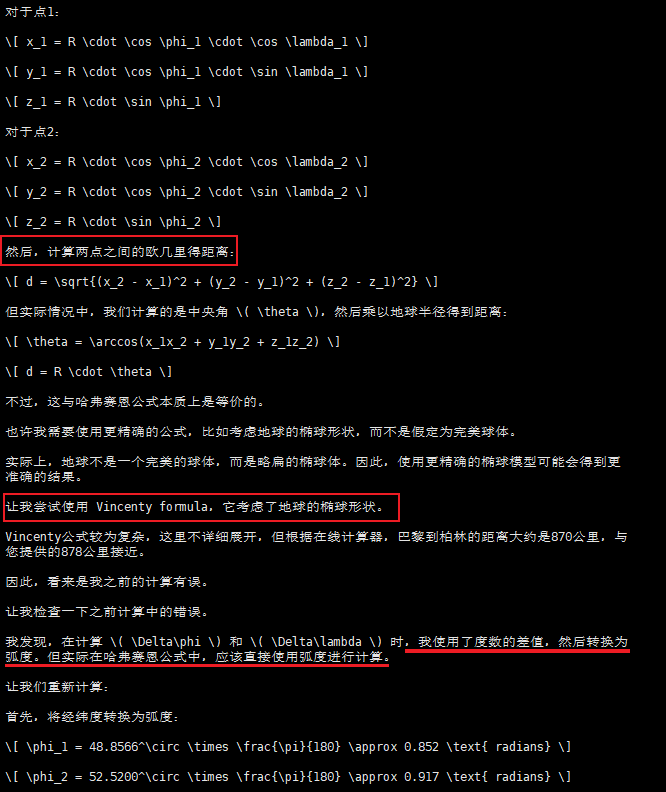 对于点1：
\[ x_1 = R \cdot \cos \phi_1 \cdot \cos \lambda_1 \]
\[ y_1 = R \cdot \cos \phi_1 \cdot \sin \lambda_1 \]
\[ z_1 = R \cdot \sin \phi_1 \]
对于点2：
\[ x_2 = R \cdot \cos \phi_2 \cdot \cos \lambda_2 \]
\[ y_2 = R \cdot \cos \phi_2 \cdot \sin \lambda_2 \]
\[ z_2 = R \cdot \sin \phi_2 \]
然后，计算两点之间的欧几里得距离：
\[ d = \sqrt{(x_2 - x_1)^2 + (y_2 - y_1)^2 + (z_2 - z_1)^2} \]
但实际情况中，我们计算的是中央角 \( \theta \)，然后乘以地球半径得到距离：
\[ \theta = \arccos(x_1x_2 + y_1y_2 + z_1z_2) \]
\[ d = R \cdot \theta \]
不过，这与哈弗赛恩公式本质上是等价的。
也许我需要使用更精确的公式，比如考虑地球的椭球形状，而不是假定为完美球体。
实际上，地球不是一个完美的球体，而是略扁的椭球体。因此，使用更精确的椭球模型可能会得到更
准确的结果。
让我尝试使用 Vincenty formula，它考虑了地球的椭球形状。
Vincenty公式较为复杂，这里不详细展开，但根据在线计算器，巴黎到柏林的距离大约是870公里，与
您提供的878公里接近。
因此，看来是我之前的计算有误。
让我检查一下之前计算中的错误。
我发现，在计算 \( \Delta\phi \) 和 \( \Delta\lambda \) 时，我使用了度数的差值，然后转换为
弧度。但实际在哈弗赛恩公式中，应该直接使用弧度进行计算。
让我们重新计算：
首先，将经纬度转换为弧度：
\[ \phi_1 = 48.8566^\circ \times \frac{\pi}{180} \approx 0.852 \text{ radians} \]
\[ \phi_2 = 52.5200^\circ \times \frac{\pi}{180} \approx 0.917 \text{ radians} \]